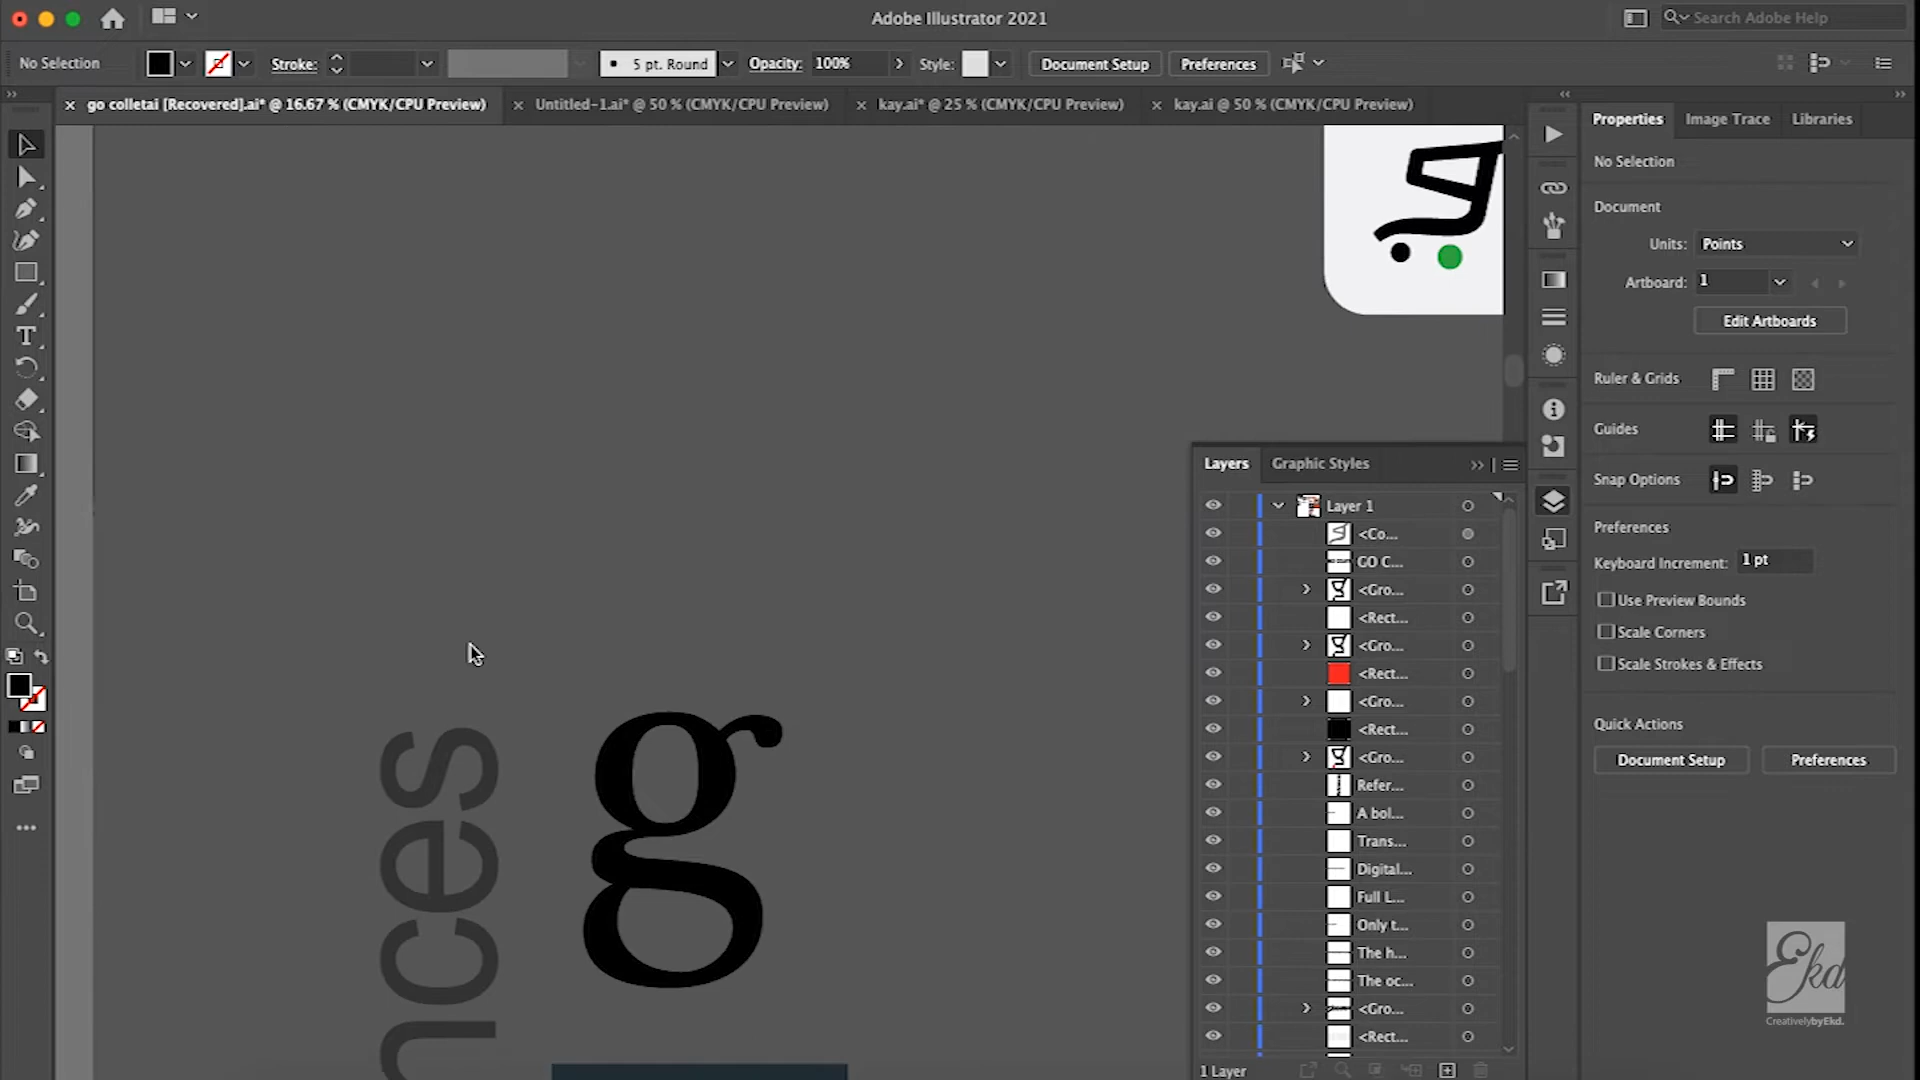 Adobe Illustrator 2021
Search Adobe Help
No Selection
Stroke:
5 pt. Round
Opacity:
100%
Style:
Document Setup
Preferences
go colletai [Recovered].ai* @ 16.67 % (CMYK/CPU Preview)
Untitled-1.ai* @ 50 % (CMYK/CPU Preview)
kay.ai* @ 25 % (CMYK/CPU Preview)
kay.ai @ 50 % (CMYK/CPU Preview)
nces
g
Layers
Graphic Styles
Layer 1
<Co...
GO C...
<Gro...
<Rect...
<Gro...
<Rect...
<Gro...
<Rect...
<Gro...
Refer...
A bol...
Trans...
Digital...
Full L...
Only t...
The h...
The oc...
<Gro...
<Rect...
1 Layer
Properties
Image Trace
Libraries
No Selection
Document
Units:
Points
Artboard:
1
Edit Artboards
Ruler & Grids
Guides
Snap Options
Preferences
Keyboard Increment:
1 pt
Use Preview Bounds
Scale Corners
Scale Strokes & Effects
Quick Actions
Document Setup
Preferences
Ekd
CreativelybyEkd.